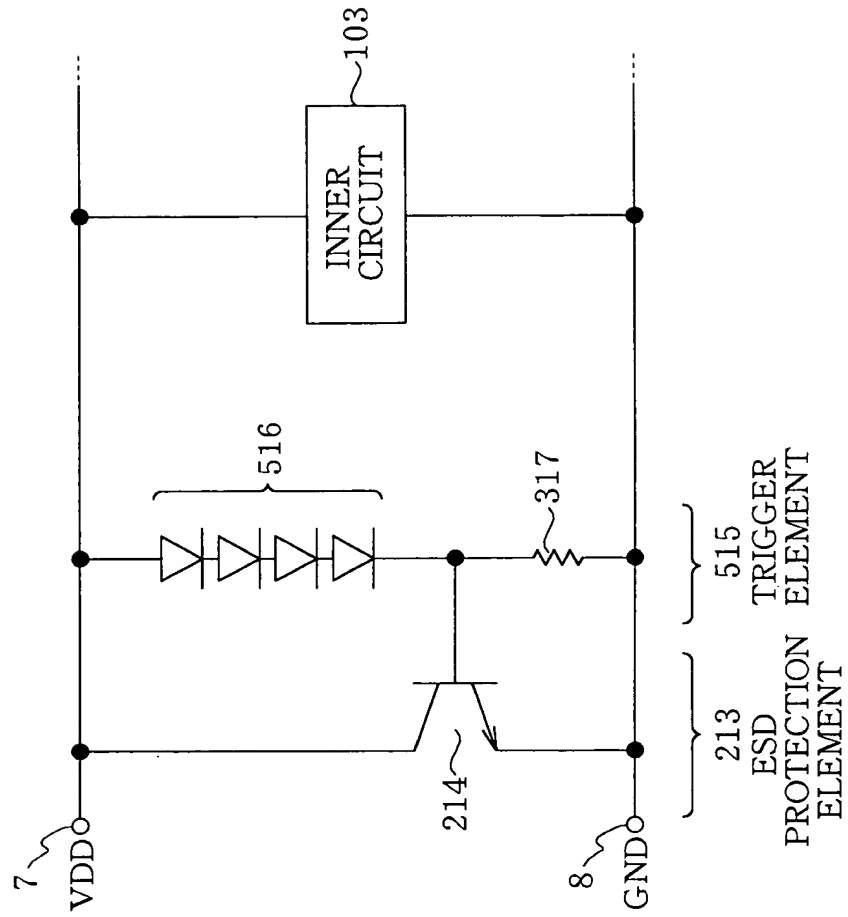 7
VDD
516
INNER
CIRCUIT
103
214
317
8
GND
213
ESD
PROTECTION
ELEMENT
515
TRIGGER
ELEMENT